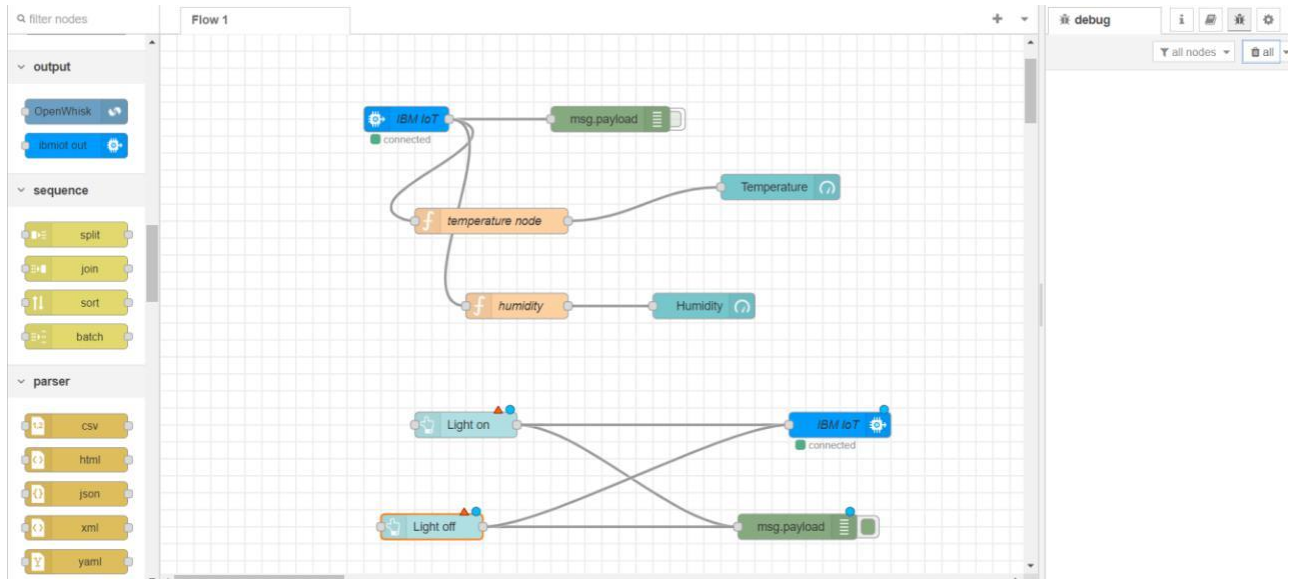 filter nodes
Flow 1
debug
i
all nodes
all
output
OpenWhisk
ibmiot out
sequence
split
join
sort
batch
parser
csv
html
json
xml
yaml
IBM IoT
connected
msg.payload
Temperature
temperature node
humidity
Humidity
Light on
IBM IoT
connected
Light off
msg.payload